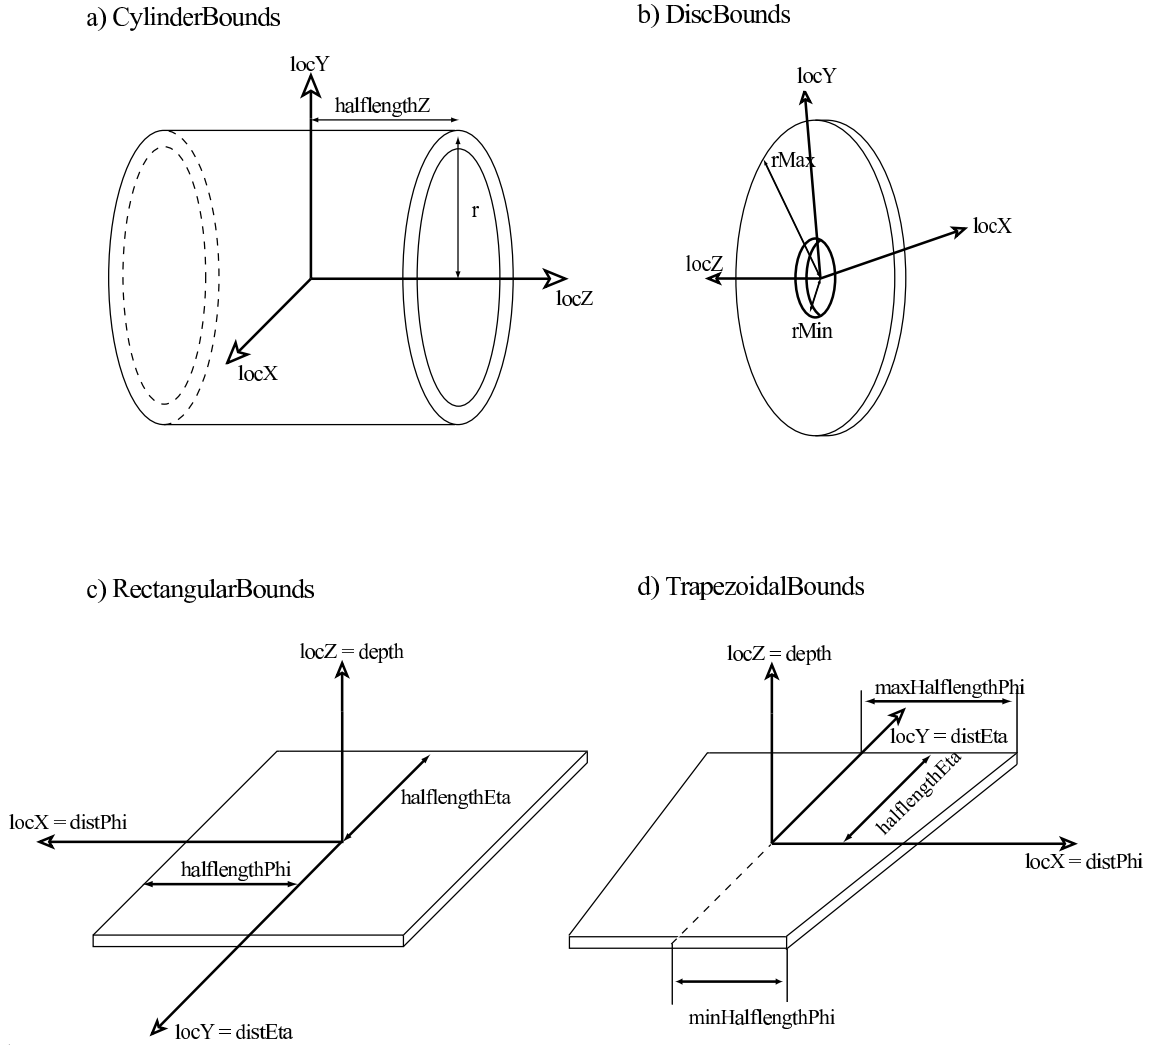 a) CylinderBounds
locY
halflengthZ
r
locZ
locX
b) DiscBounds
locY
rMax
locX
locZ
rMin
c) RectangularBounds
locZ = depth
halflengthEta
locX = distPhi
halflengthPhi
locY = distEta
d) TrapezoidalBounds
locZ = depth
maxHalflengthPhi
locY = distEta
halflengthEta
locX = distPhi
minHalflengthPhi